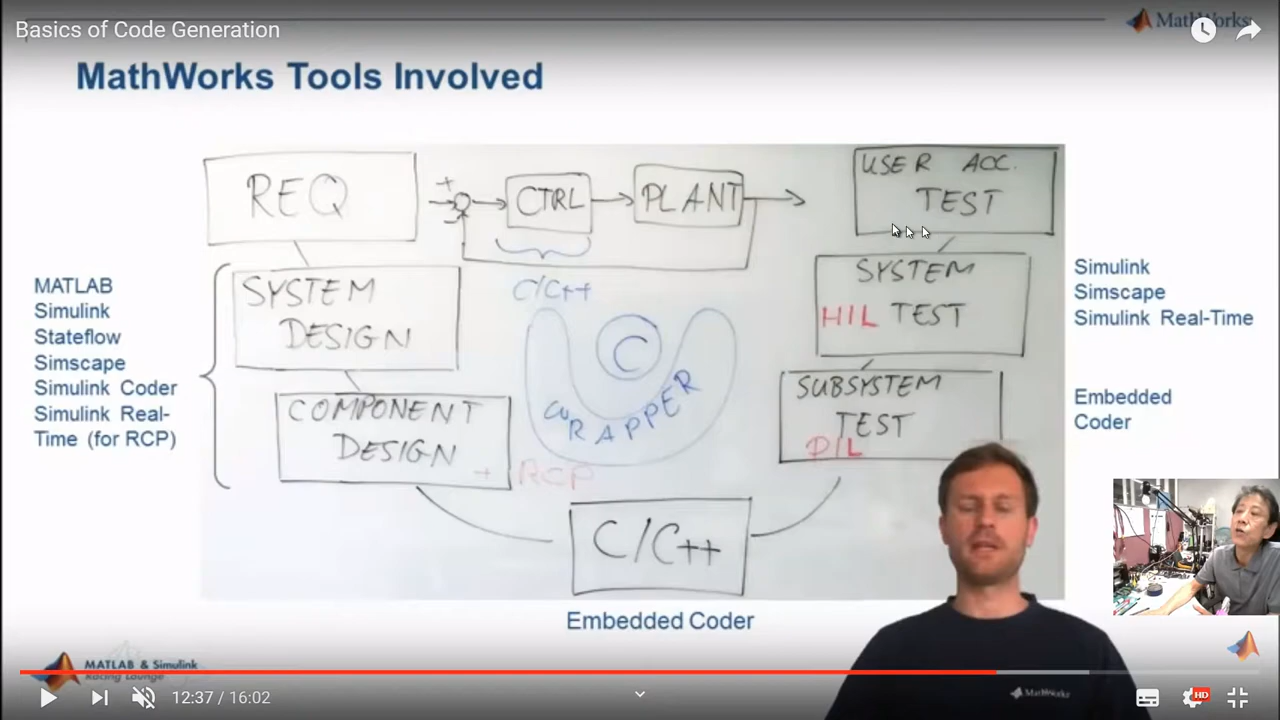 Basics of Code Generation
MathWorks
MathWorks Tools Involved
REQ
+
-
CTRL
PLANT
USER ACC.
TEST
C/C++
C
WRAPPER
MATLAB
Simulink
Stateflow
Simscape
Simulink Coder
Simulink Real-
Time (for RCP)
SYSTEM
DESIGN
COMPONENT
DESIGN
+ RCP
SYSTEM
HIL TEST
SUBSYSTEM
TEST
PIL
Simulink
Simscape
Simulink Real-Time
Embedded
Coder
C/C++
Embedded Coder
MATLAB & Simulink
Racing Lounge
MathWorks
12:37 / 16:02
HD